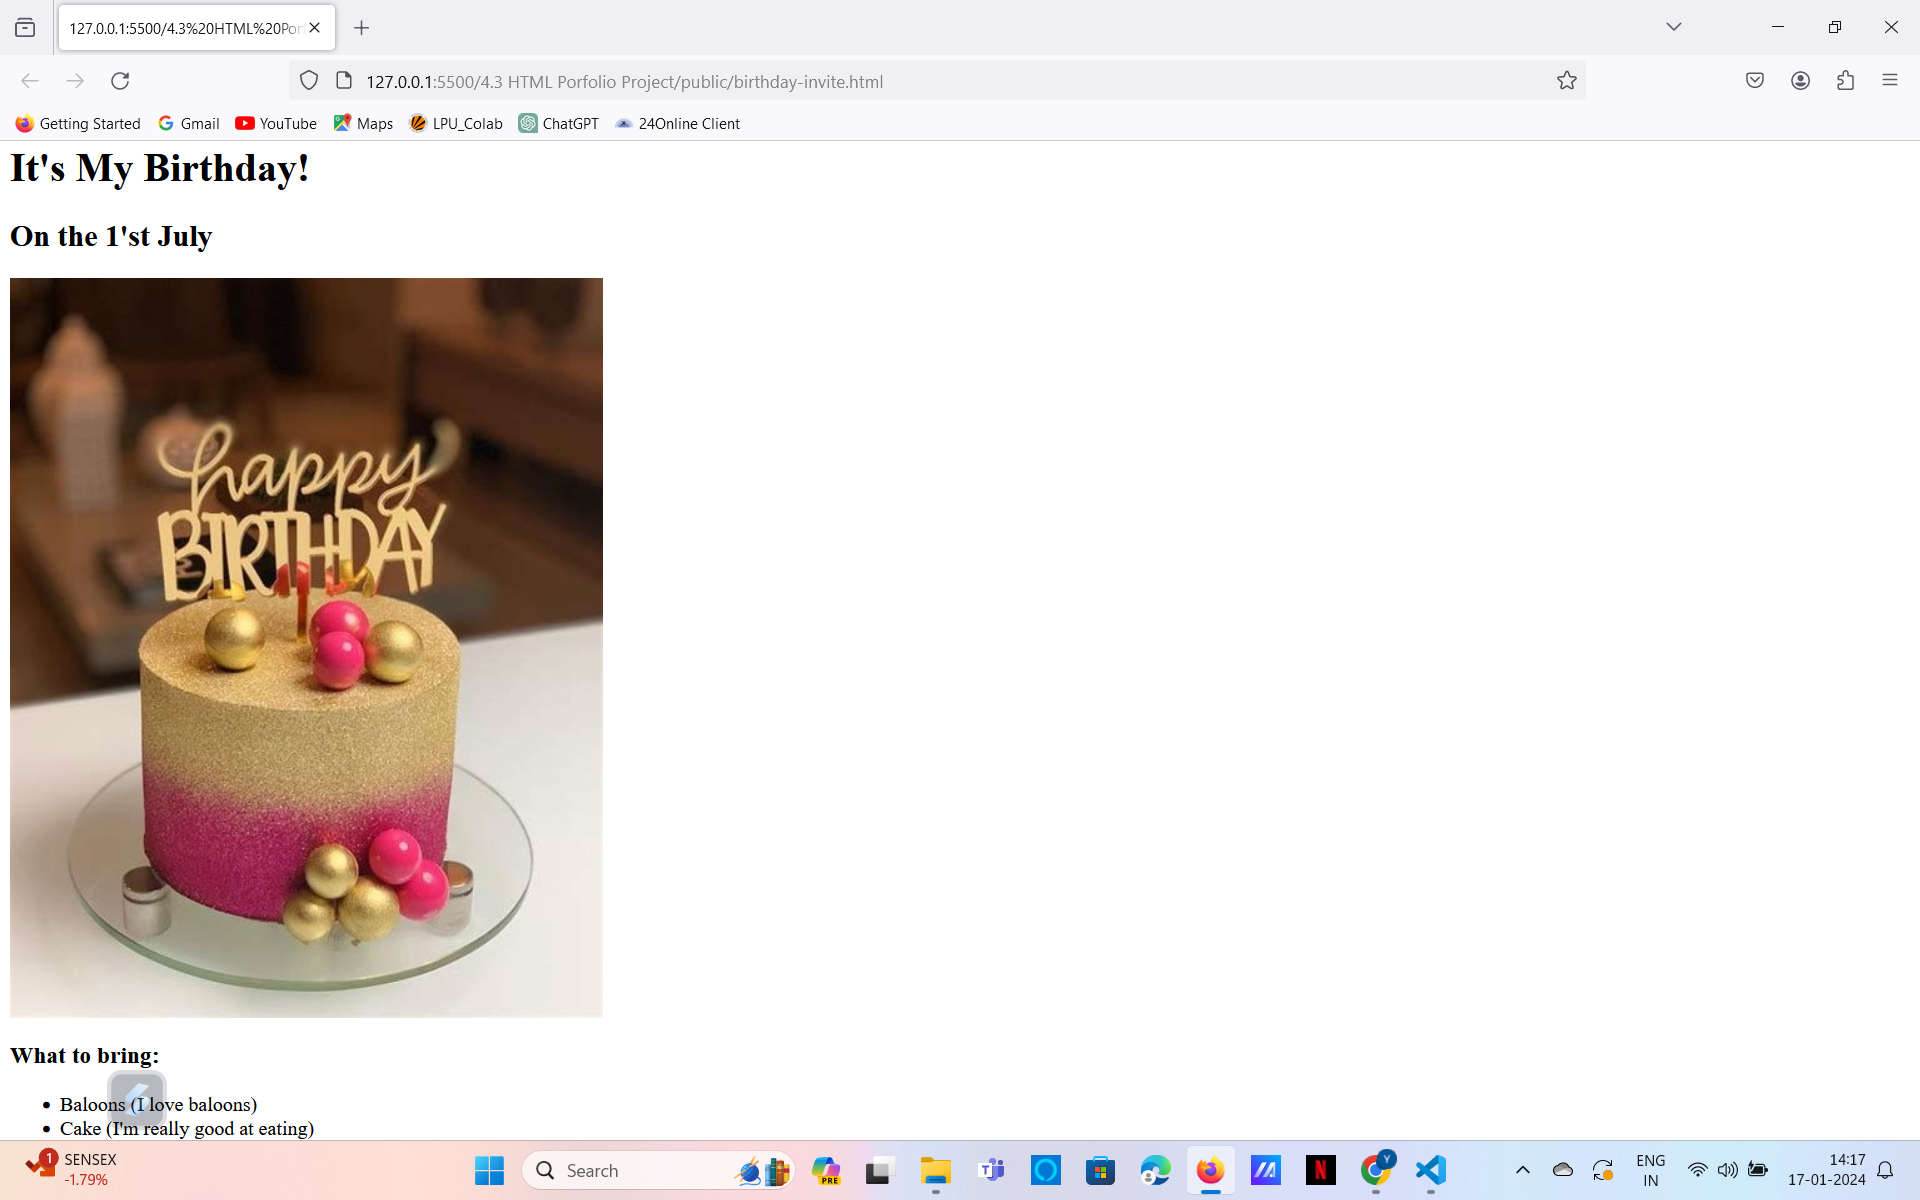 127.0.0.1:5500/4.3%20HTML%20Por
127.0.0.1:5500/4.3 HTML Porfolio Project/public/birthday-invite.html
Getting Started Gmail YouTube Maps LPU_Colab ChatGPT 24Online Client
It's My Birthday!
On the 1'st July
happy
BIRTHDAY
What to bring:
Baloons (I love baloons)
Cake (I'm really good at eating)
1 SENSEX
-1.79%
Search
PRE
Y
ENG
IN
14:17
17-01-2024